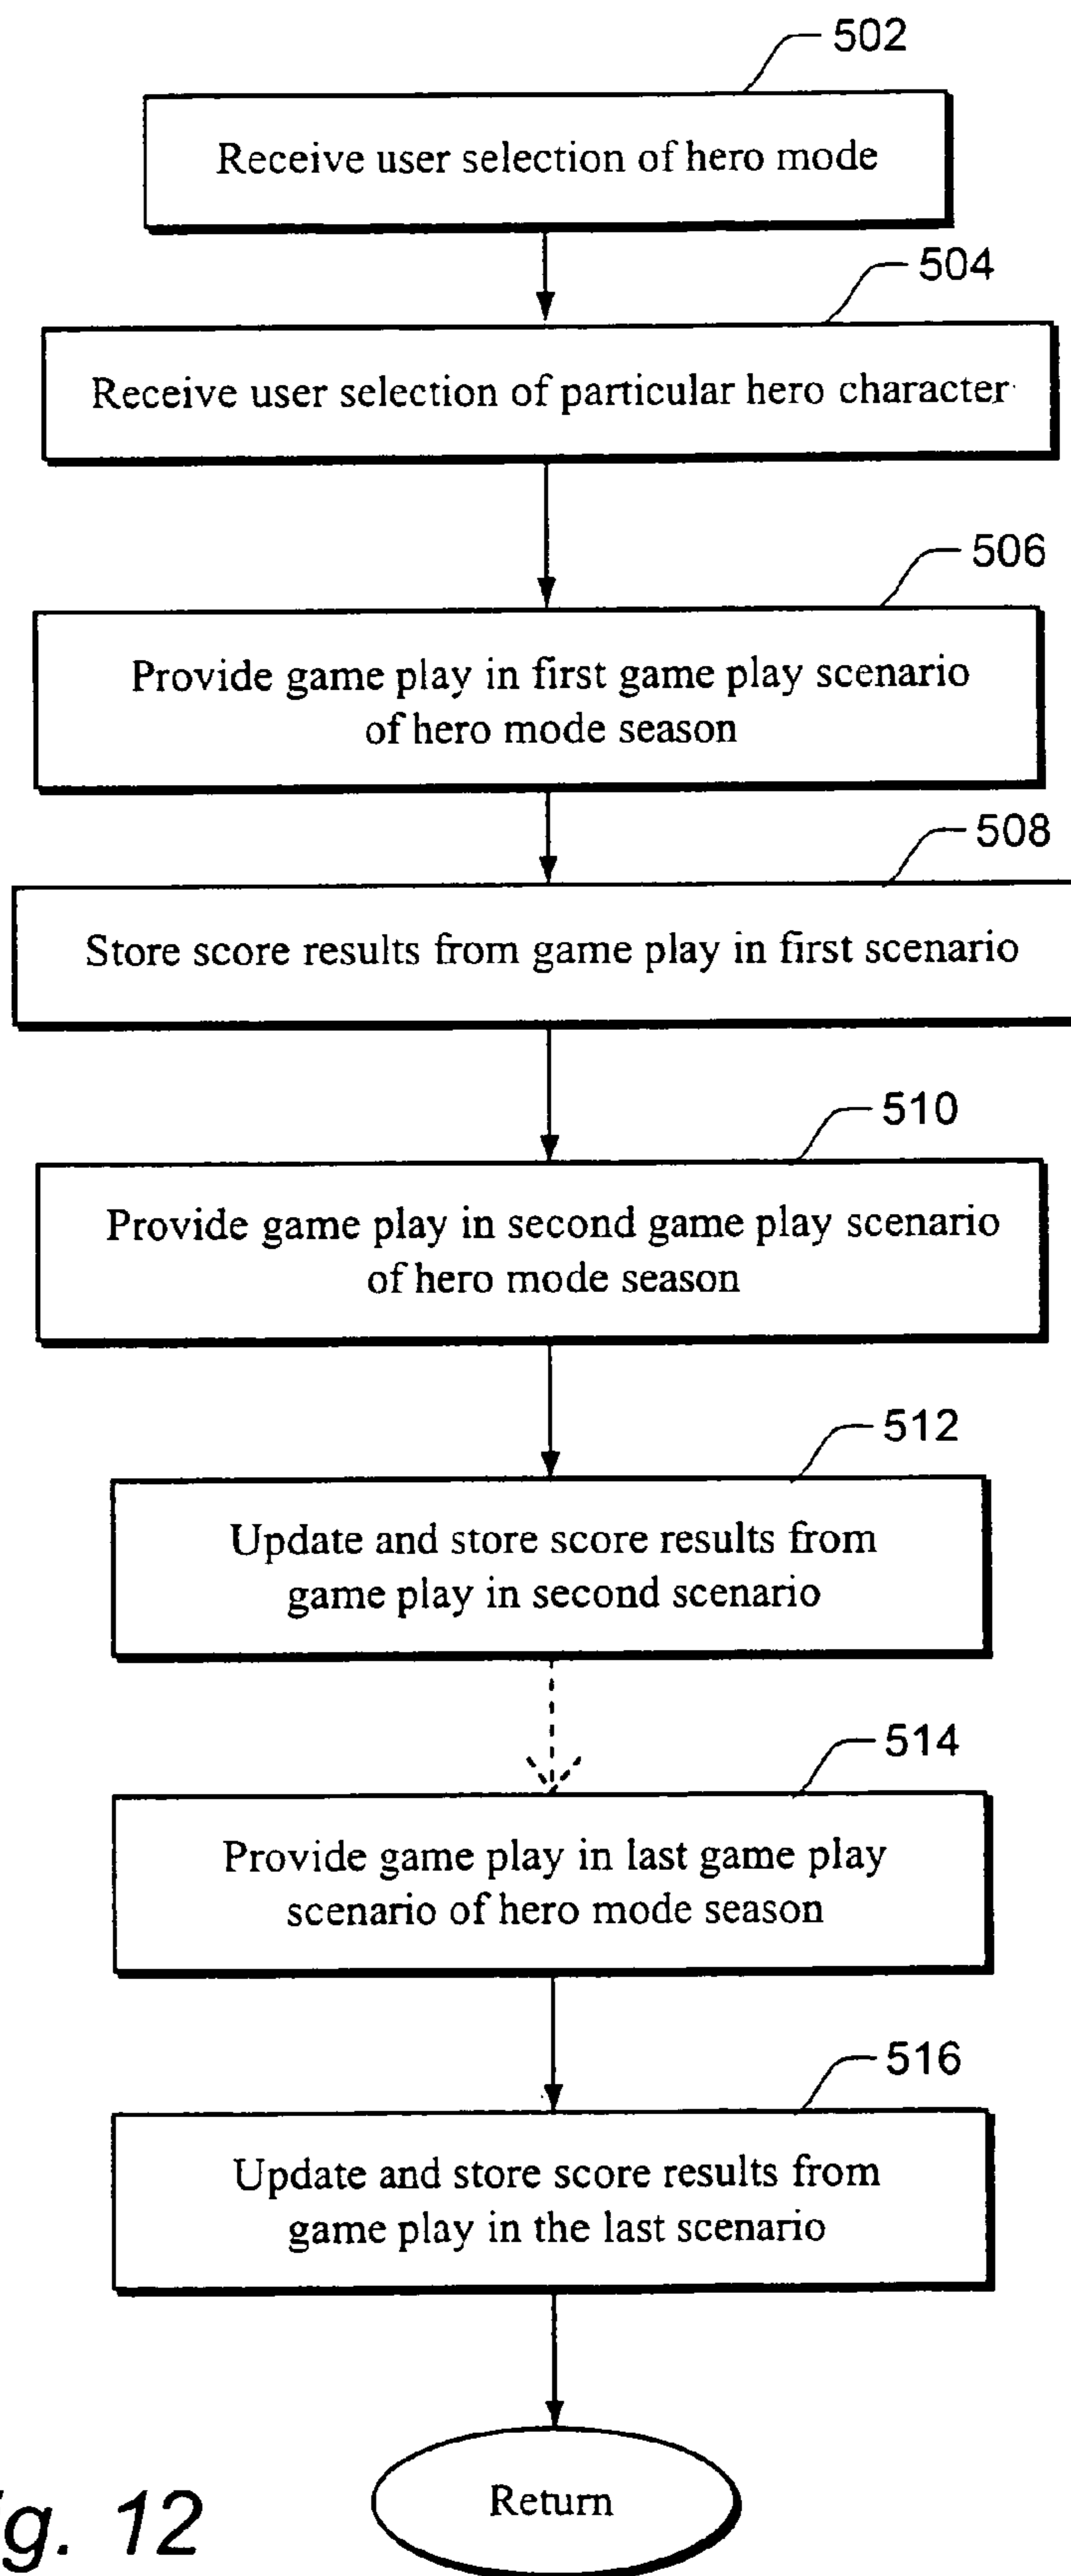 502
Receive user selection of hero mode
504
Receive user selection of particular hero character
506
Provide game play in first game play scenario
of hero mode season
508
Store score results from game play in first scenario
510
Provide game play in second game play scenario
of hero mode season
512
Update and store score results from
game play in second scenario
514
Provide game play in last game play
scenario of hero mode season
516
Update and store score results from
game play in the last scenario
Return
g. 12